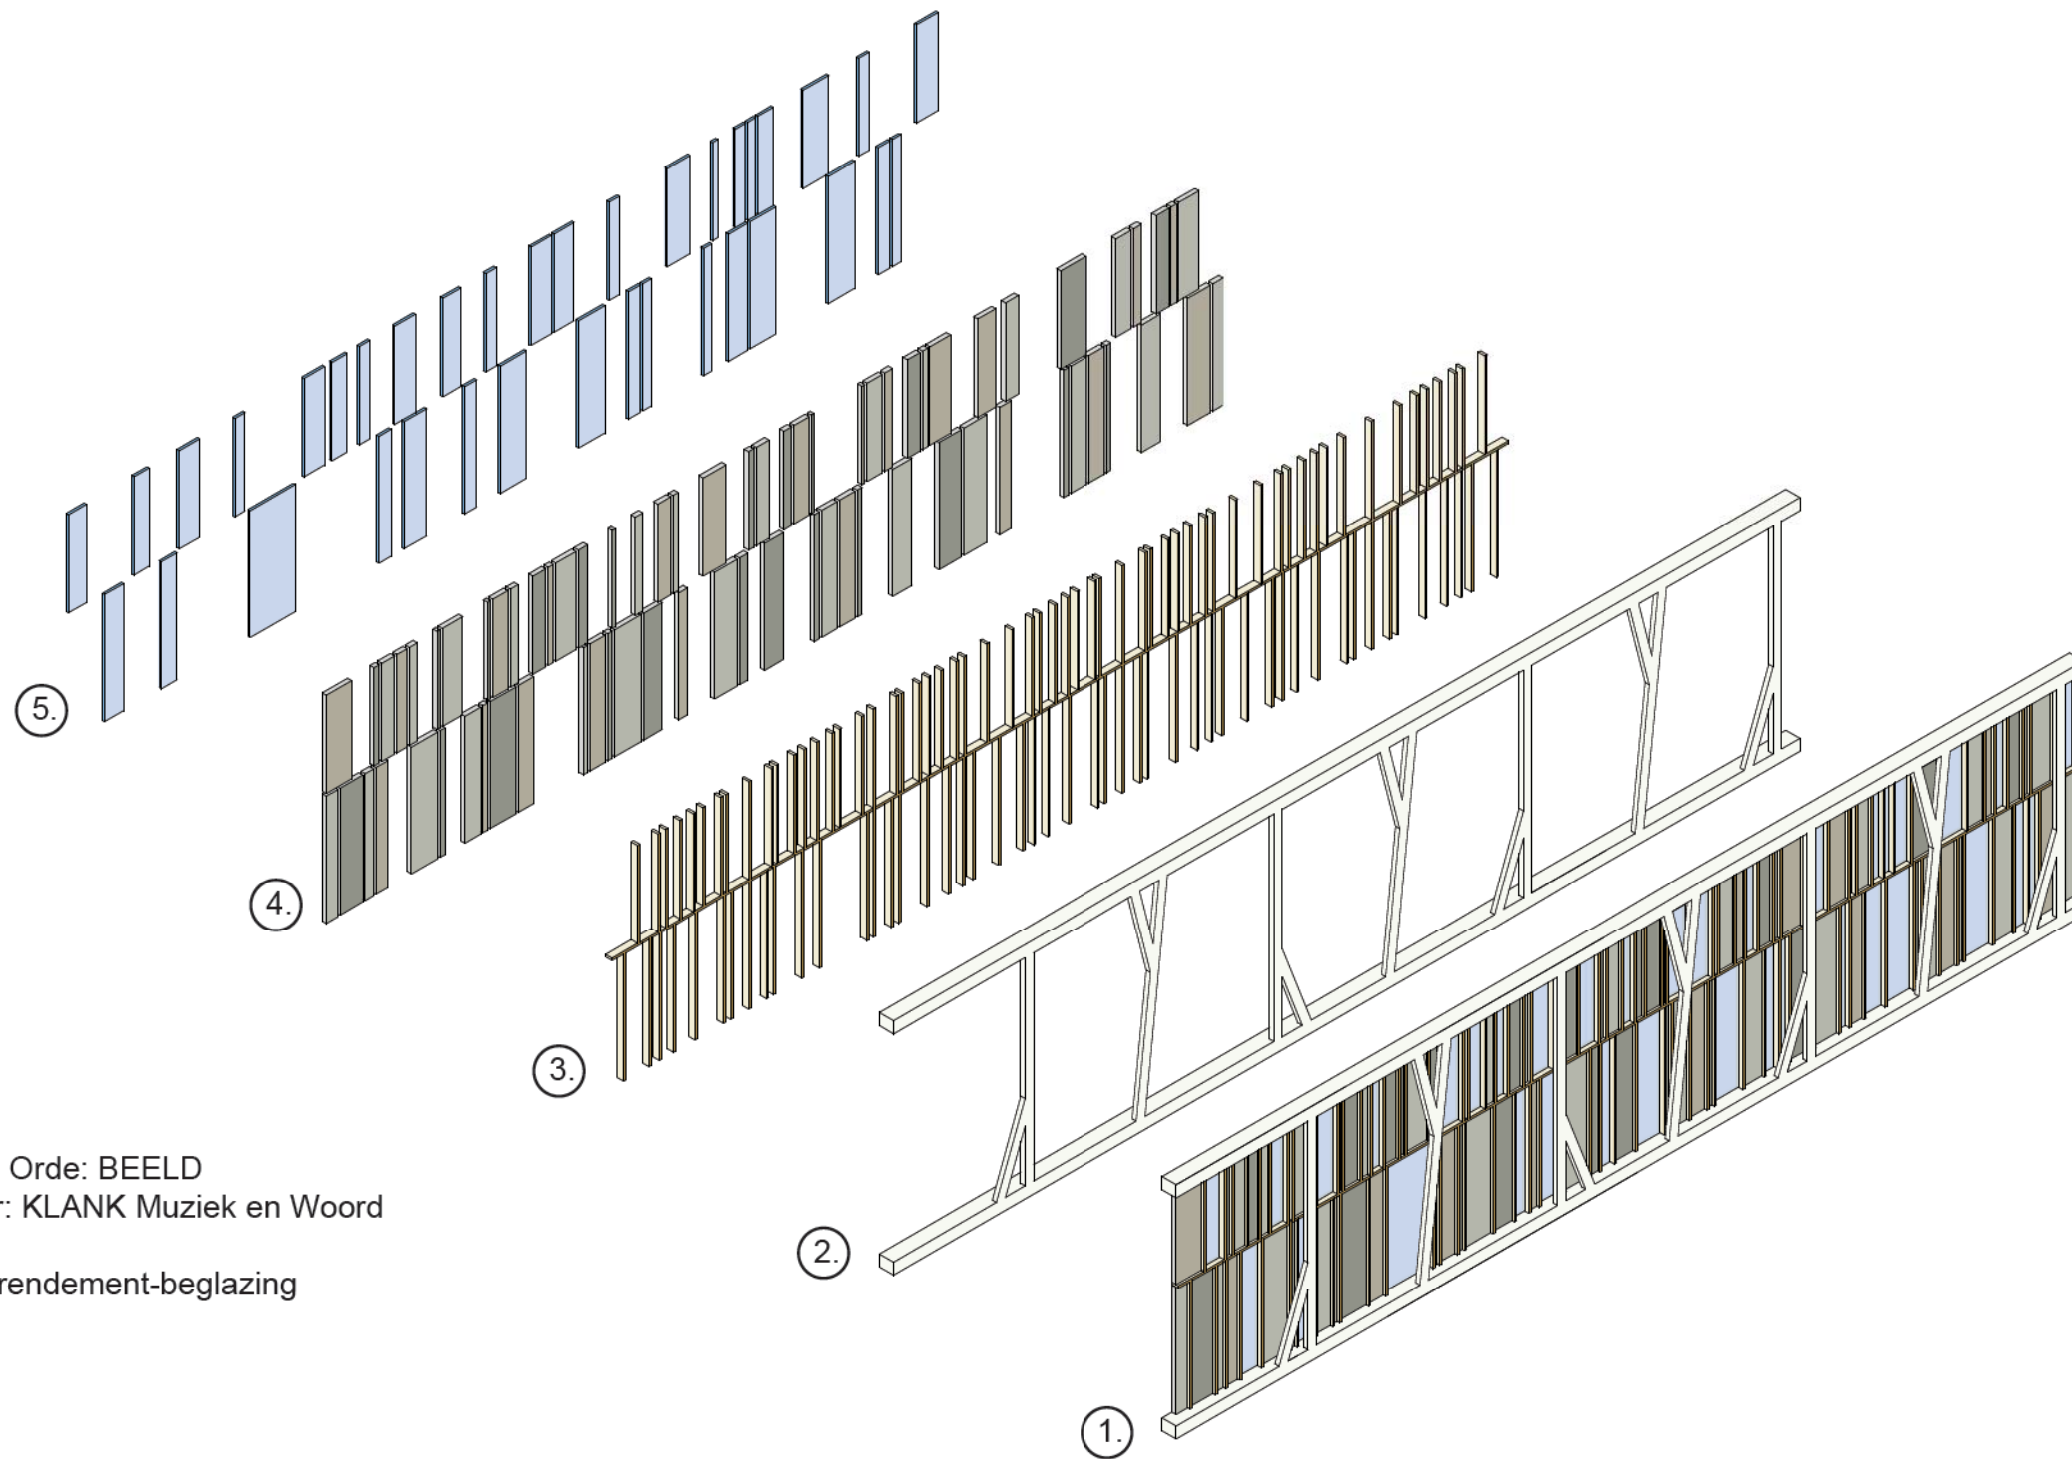 5.
4.
3.
Orde: BEELD
: KLANK Muziek en Woord
2.
rendement-beglazing
1.